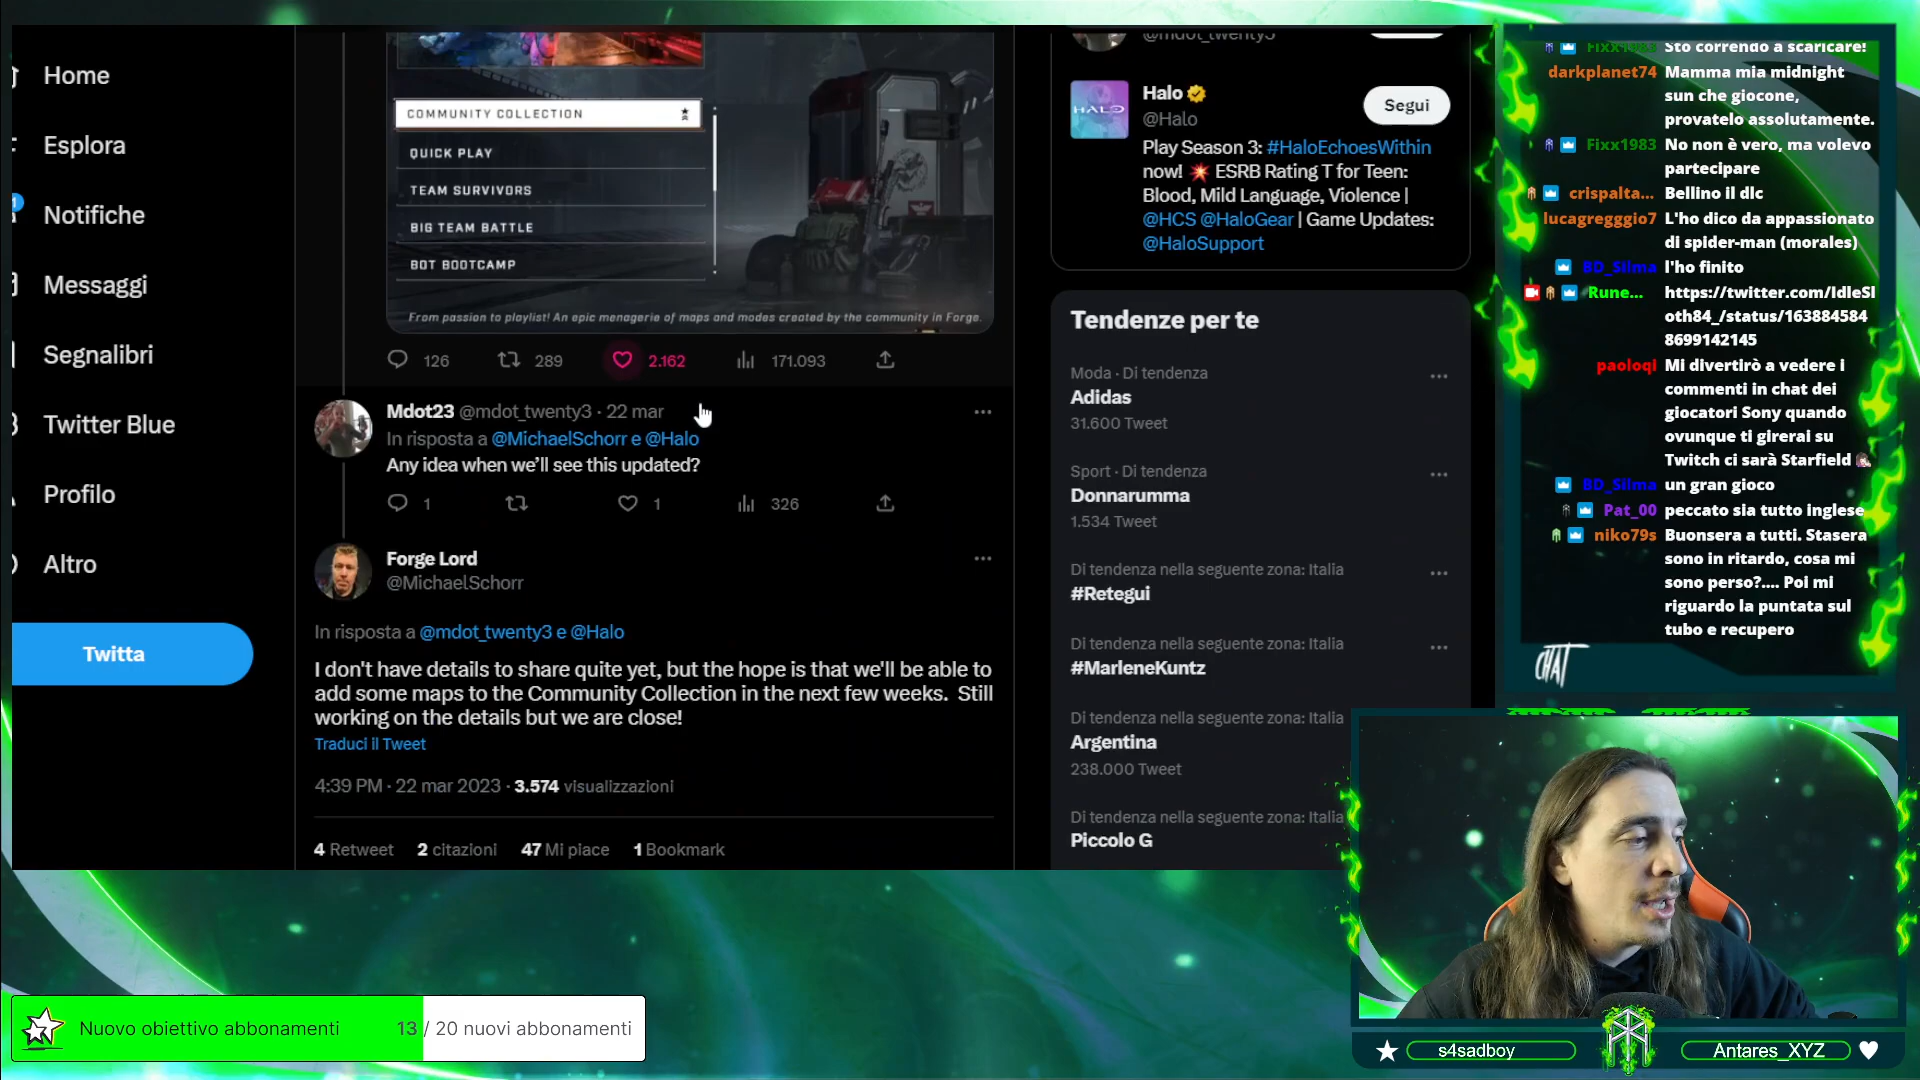 Home
Esplora
Notifiche
Messaggi
Segnalibri
Twitter Blue
Profilo
Altro
Twitta
COMMUNITY COLLECTION
QUICK PLAY
TEAM SURVIVORS
BIG TEAM BATTLE
BOT BOOTCAMP
From passion to playlist! An epic menagerie of maps and modes created by the community in Forge.
126 289 2.162 171.093
Mdot23 @mdot_twenty3 · 22 mar
In risposta a @MichaelSchorr e @Halo
Any idea when we’ll see this updated?
1 1 326
Forge Lord
@MichaelSchorr
In risposta a @mdot_twenty3 e @Halo
I don't have details to share quite yet, but the hope is that we'll be able to
add some maps to the Community Collection in the next few weeks. Still
working on the details but we are close!
Traduci il Tweet
4:39 PM · 22 mar 2023 · 3.574 visualizzazioni
4 Retweet 2 citazioni 47 Mi place 1 Bookmark
@mdot_twenty3
Halo
@Halo
Segui
HALO
Play Season 3: #HaloEchoesWithin
now! 💥 ESRB Rating T for Teen:
Blood, Mild Language, Violence |
@HCS @HaloGear | Game Updates:
@HaloSupport
Tendenze per te
Moda · Di tendenza
Adidas
31.600 Tweet
Sport · Di tendenza
Donnarumma
1.534 Tweet
Di tendenza nella seguente zona: Italia
#Retegui
Di tendenza nella seguente zona: Italia
#MarleneKuntz
Di tendenza nella seguente zona: Italia
Argentina
238.000 Tweet
Di tendenza nella seguente zona: Italia
Piccolo G
Fixx1983 Sto correndo a scaricare!
darkplanet74 Mamma mia midnight
sun che giocone,
provatelo assolutamente.
Fixx1983 No non è vero, ma volevo
partecipare
crispalta... Bellino il dlc
lucagregggio7 L'ho dico da appassionato
di spider-man (morales)
BD_Silma l'ho finito
Rune... https://twitter.com/IdleSl
oth84_/status/163884584
8699142145
paoloqi Mi divertirò a vedere i
commenti in chat dei
giocatori Sony quando
ovunque ti girerai su
Twitch ci sarà Starfield
BD_Silma un gran gioco
Pat_00 peccato sia tutto inglese
niko79s Buonsera a tutti. Stasera
sono in ritardo, cosa mi
sono perso?.... Poi mi
riguardo la puntata sul
tubo e recupero
CHAT
Nuovo obiettivo abbonamenti 13 / 20 nuovi abbonamenti
s4sadboy
Antares_XYZ